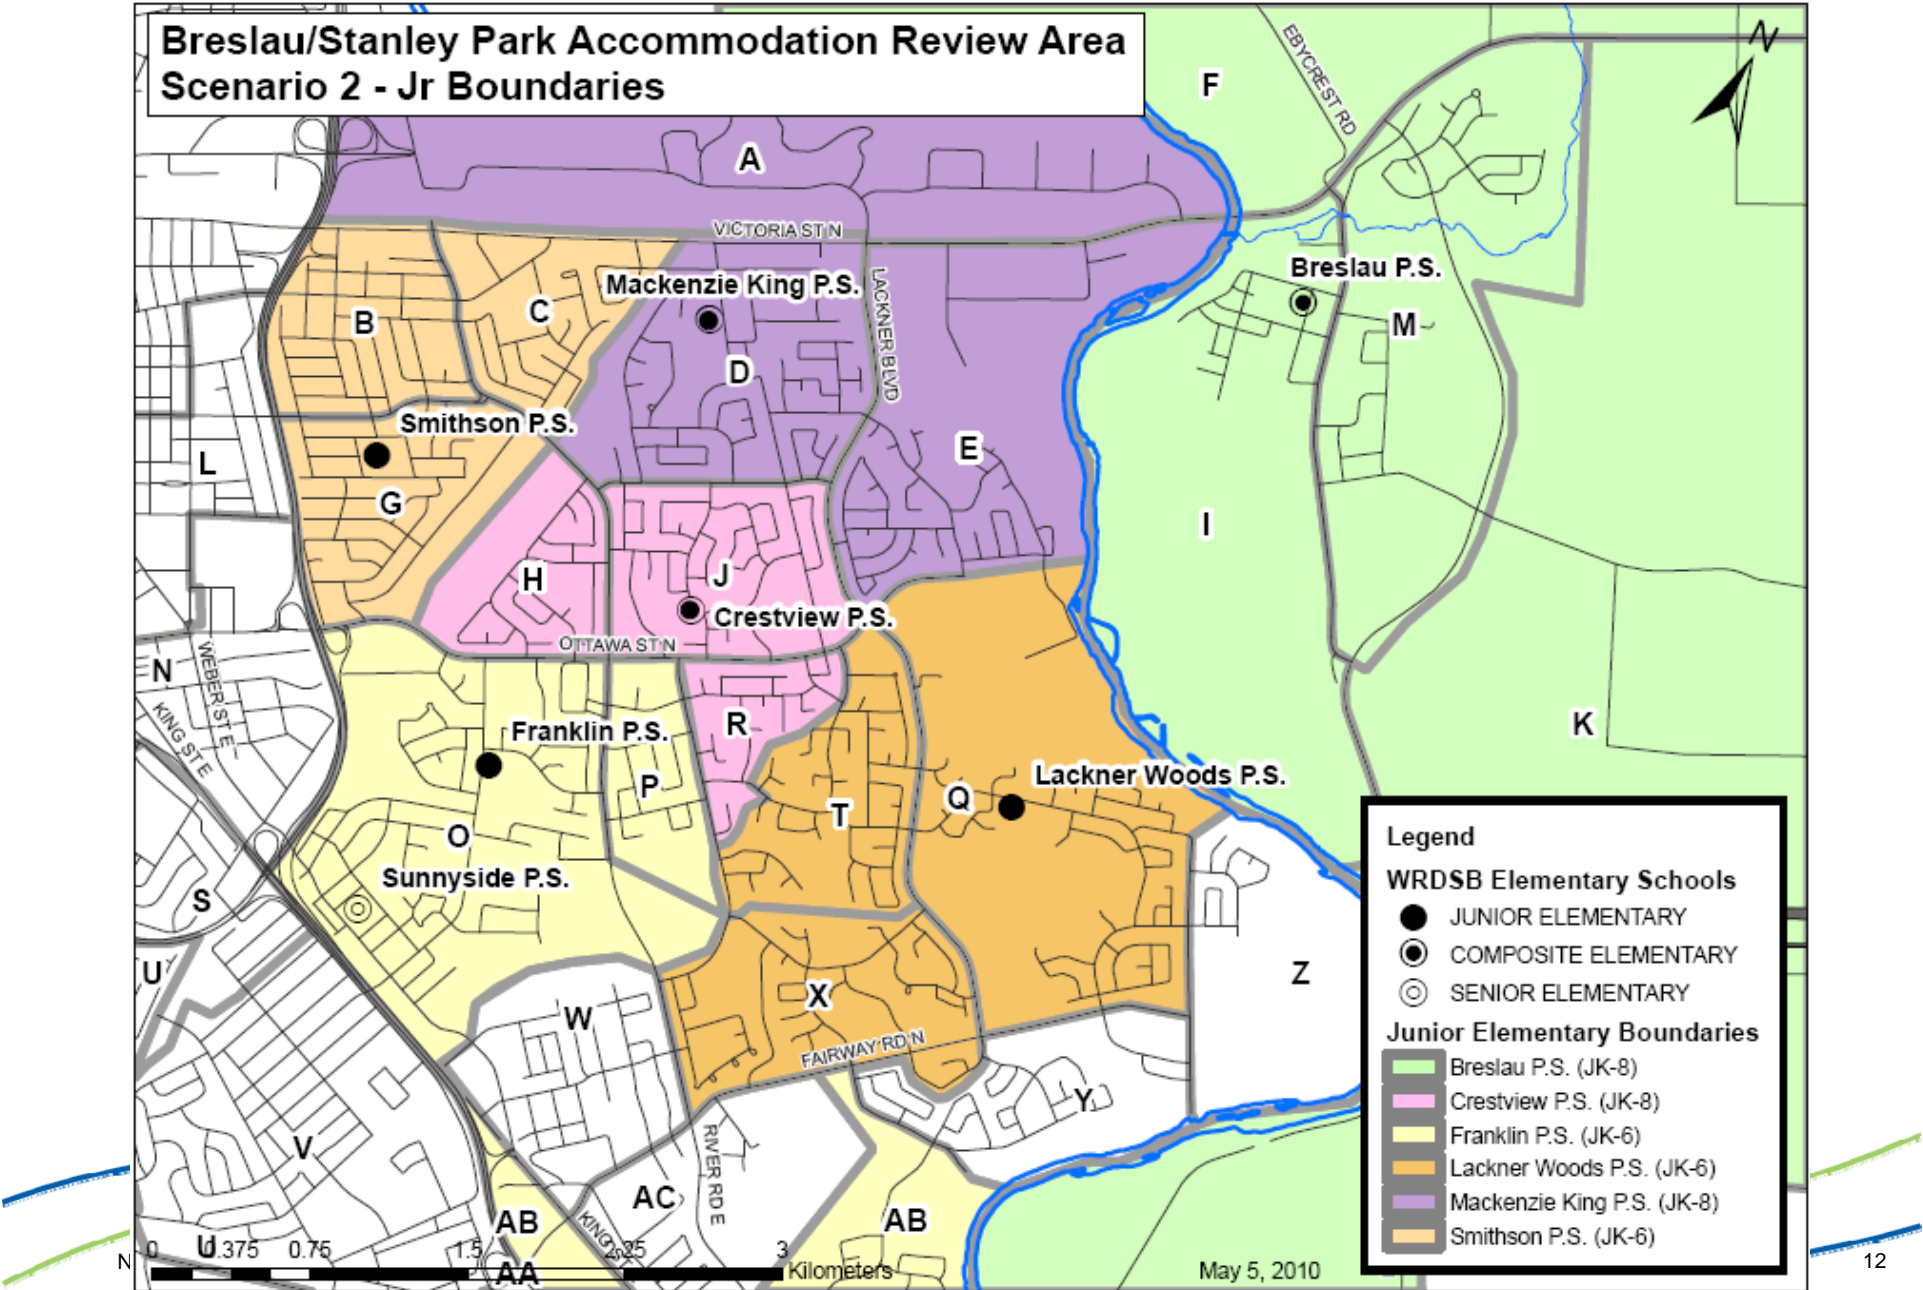 Breslau/Stanley Park Accommodation Review Area
Scenario 2 - Jr Boundaries
N
F
EBYCREST RD
A
VICTORIA ST N
Mackenzie King P.S.
LACKNER BLVD
Breslau P.S.
B
C
M
D
Smithson P.S.
L
E
G
I
H
J
Crestview P.S.
OTTAWA ST N
N
WEBER ST E
KING ST E
Franklin P.S.
R
K
P
Lackner Woods P.S.
Q
T
O
Sunnyside P.S.
S
U
Z
X
W
FAIRWAY RD N
Y
V
RIVER RD E
AC
AB
AB
KING ST
U
AA
0 0.375 0.75 1.5 2.25 3
Kilometers
May 5, 2010
Legend
WRDSB Elementary Schools
JUNIOR ELEMENTARY
COMPOSITE ELEMENTARY
SENIOR ELEMENTARY
Junior Elementary Boundaries
Breslau P.S. (JK-8)
Crestview P.S. (JK-8)
Franklin P.S. (JK-6)
Lackner Woods P.S. (JK-6)
Mackenzie King P.S. (JK-8)
Smithson P.S. (JK-6)
N
12